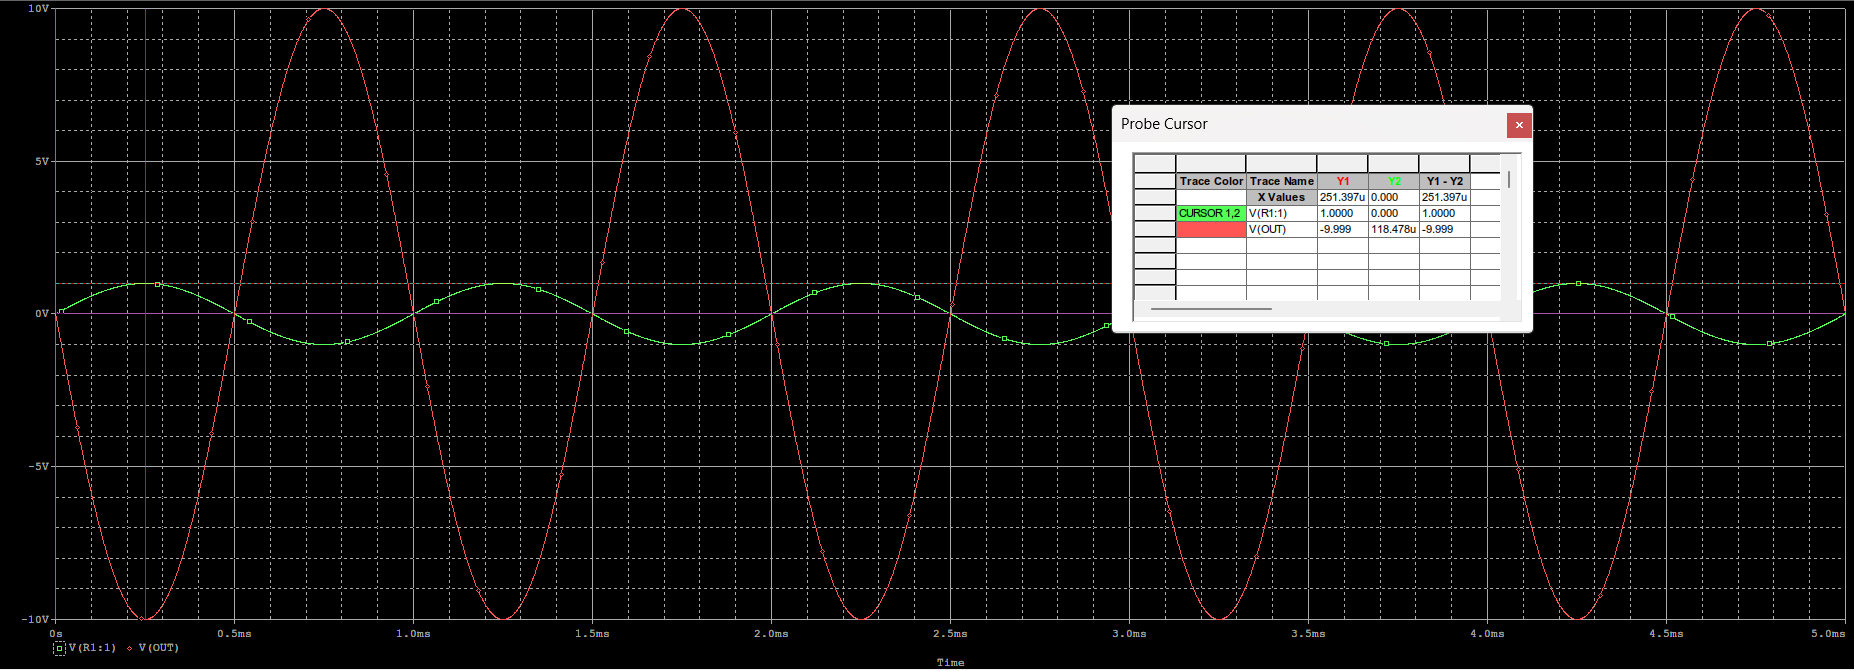 10V
5V
0V
-5V
-10V
Probe Cursor
Trace Color Trace Name Y1 Y2 Y1 - Y2
X Values 251.397u 0.000 251.397u
CURSOR 1,2 V(R1:1) 1.0000 0.000 1.0000
V(OUT) -9.999 118.478u -9.999
0s 0.5ms 1.0ms 1.5ms 2.0ms 2.5ms 3.0ms 3.5ms 4.0ms 4.5ms 5.0ms
V(R1:1) V(OUT)
Time